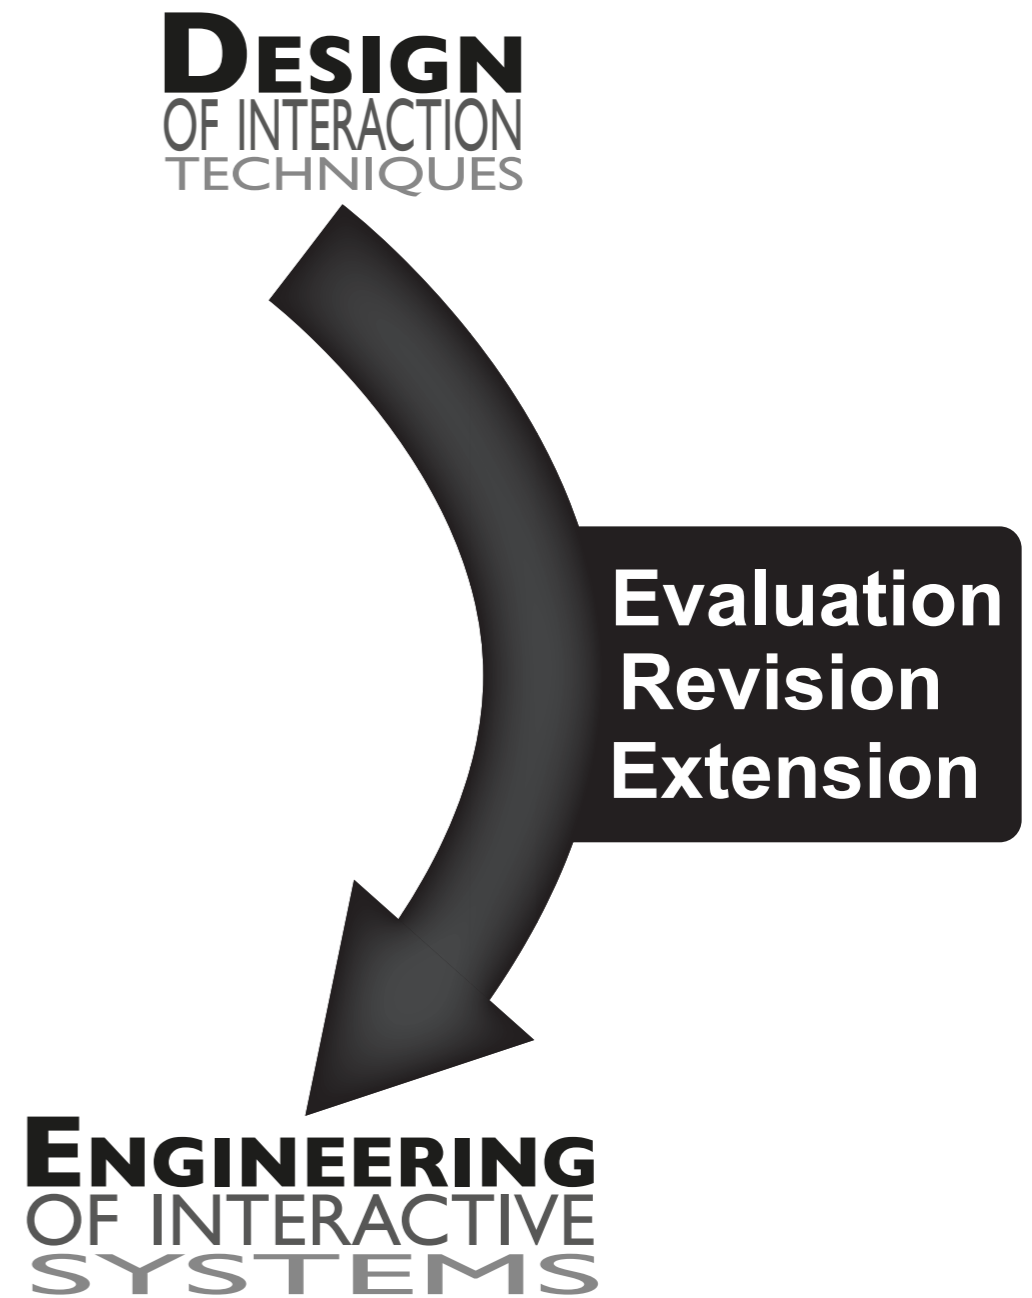 DESIGN
OF INTERACTION
TECHNIQUES
Evaluation
Revision
Extension
ENGINEERING
OF INTERACTIVE
SYSTEMS